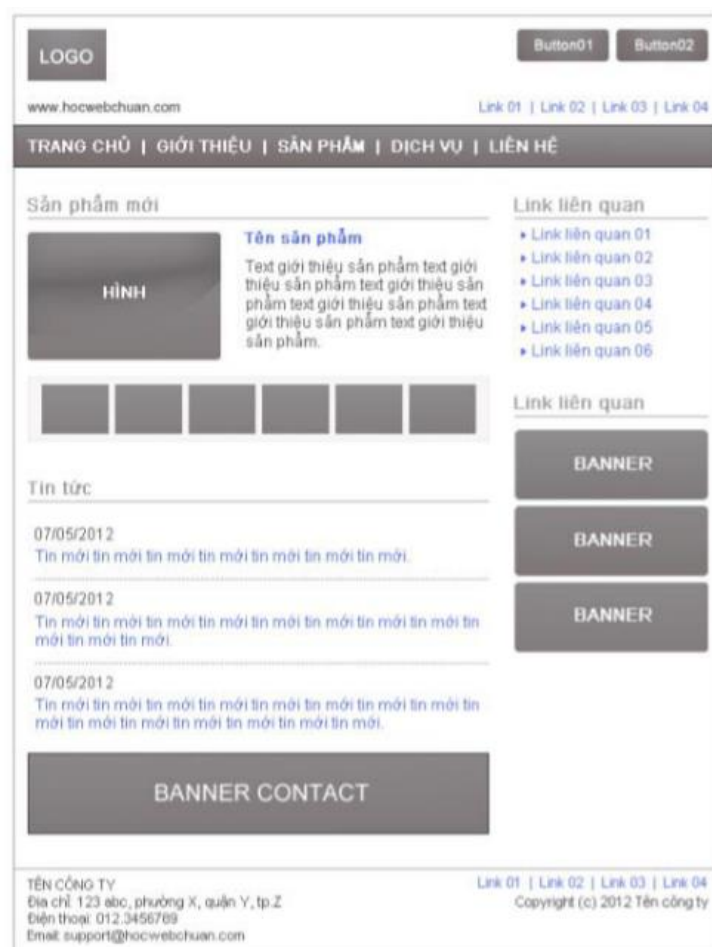 LOGO
Button01 Button02
www.hocwebchuan.com
Link 01 | Link 02 | Link 03 | Link 04
TRANG CHỦ | GIỚI THIỆU | SẢN PHẨM | DỊCH VỤ | LIÊN HỆ
Sản phẩm mới
HÌNH
Tên sản phẩm
Text giới thiệu sản phẩm text giới
thiệu sản phẩm text giới thiệu sản
phẩm text giới thiệu sản phẩm text
giới thiệu sản phẩm text giới thiệu
sản phẩm.
Tin tức
07/05/2012
Tin mới tin mới tin mới tin mới tin mới tin mới tin mới.
07/05/2012
Tin mới tin mới tin mới tin mới tin mới tin mới tin mới tin
mới tin mới tin mới.
07/05/2012
Tin mới tin mới tin mới tin mới tin mới tin mới tin mới tin
mới tin mới tin mới tin mới tin mới tin mới tin mới.
BANNER CONTACT
Link liên quan
Link liên quan 01
Link liên quan 02
Link liên quan 03
Link liên quan 04
Link liên quan 05
Link liên quan 06
Link liên quan
BANNER
BANNER
BANNER
TÊN CÔNG TY
Địa chỉ: 123 abc, phường X, quận Y, tp.Z
Điện thoại: 012.3456789
Email: support@hocwebchuan.com
Link 01 | Link 02 | Link 03 | Link 04
Copyright (c) 2012 Tên công ty